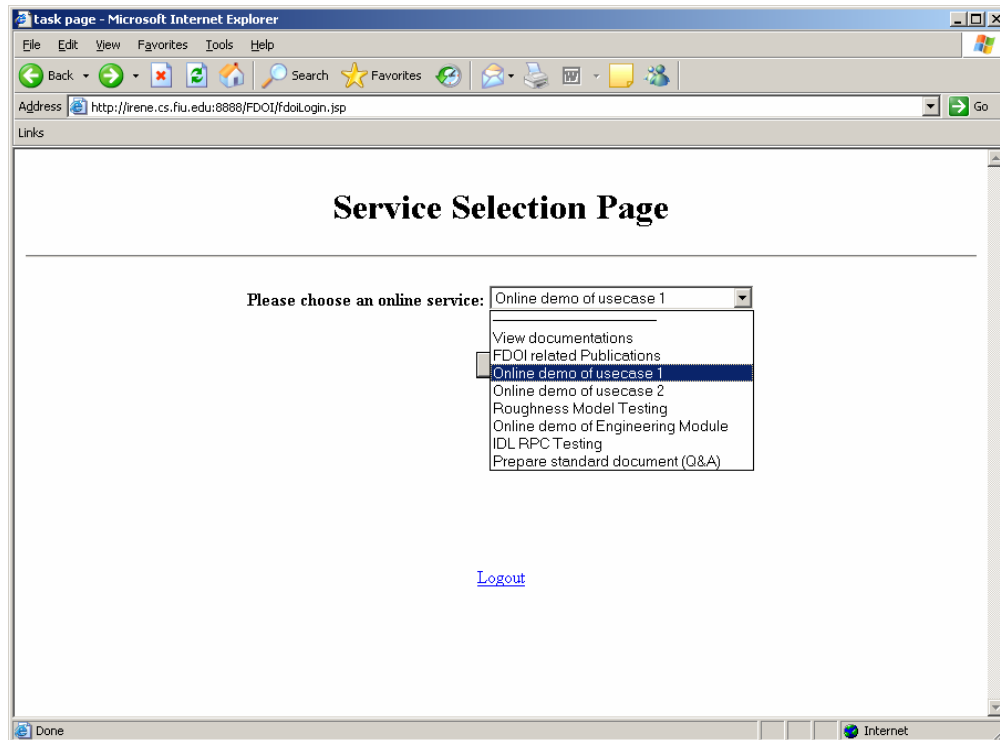 task page - Microsoft Internet Explorer
File Edit View Favorites Tools Help
Back Search Favorites
Address http://irene.cs.fiu.edu:8888/FDOI/fdoiLogin.jsp Go
Links
Service Selection Page
Please choose an online service: Online demo of usecase 1
View documentations
FDOI related Publications
Online demo of usecase 1
Online demo of usecase 2
Roughness Model Testing
Online demo of Engineering Module
IDL RPC Testing
Prepare standard document (Q&A)
Logout
Done Internet